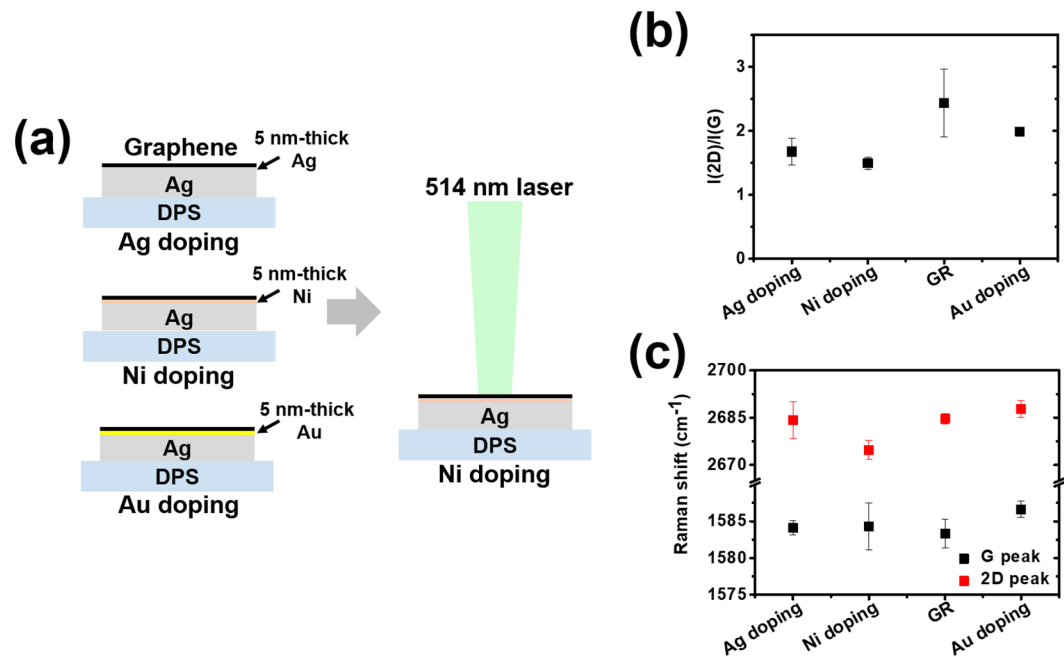 (a)
Graphene
5 nm-thick
Ag
Ag
DPS
Ag doping
5 nm-thick
Ni
Ag
DPS
Ni doping
5 nm-thick
Au
Ag
DPS
Au doping
514 nm laser
Ag
DPS
Ni doping
(b)
I(2D)/I(G)
3
2
1
0
Ag doping
Ni doping
GR
Au doping
(c)
Raman shift (cm⁻¹)
2700
2685
2670
1585
1580
1575
G peak
2D peak
Ag doping
Ni doping
GR
Au doping